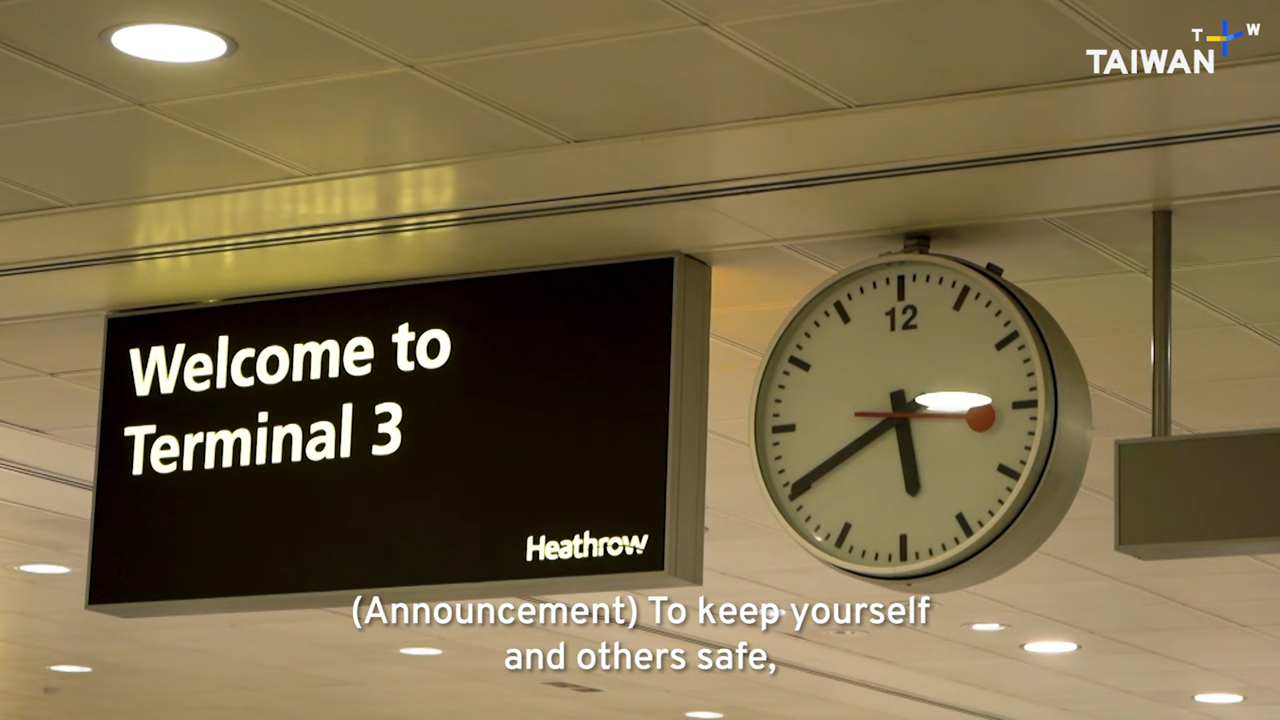 T W
TAIWAN
Welcome to
Terminal 3
Heathrow
12
(Announcement) To keep yourself
and others safe,